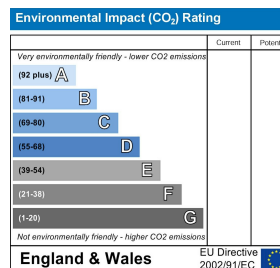 Environmental Impact (CO₂) Rating
Current Potent
Very environmentally friendly - lower CO2 emissions
(92 plus) A
(81-91) B
(69-80) C
(55-68) D
(39-54) E
(21-38) F
(1-20) G
Not environmentally friendly - higher CO2 emissions
England & Wales
EU Directive
2002/91/EC